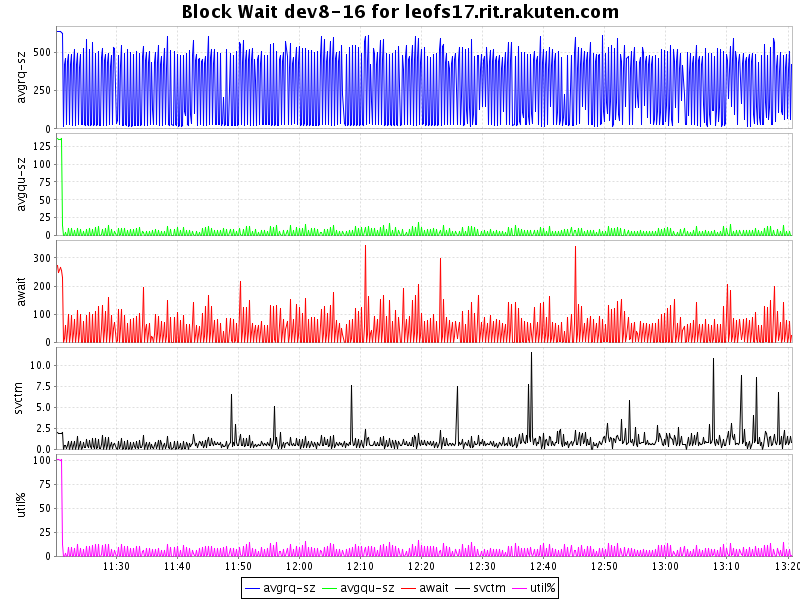 Block Wait dev8-16 for leofs17.rit.rakuten.com
avgrq-sz
500
250
0
avgqu-sz
125
100
75
50
25
0
await
300
200
100
0
svctm
10.0
7.5
5.0
2.5
0.0
util%
100
75
50
25
0
11:30 11:40 11:50 12:00 12:10 12:20 12:30 12:40 12:50 13:00 13:10 13:20
avgrq-sz avgqu-sz await svctm util%